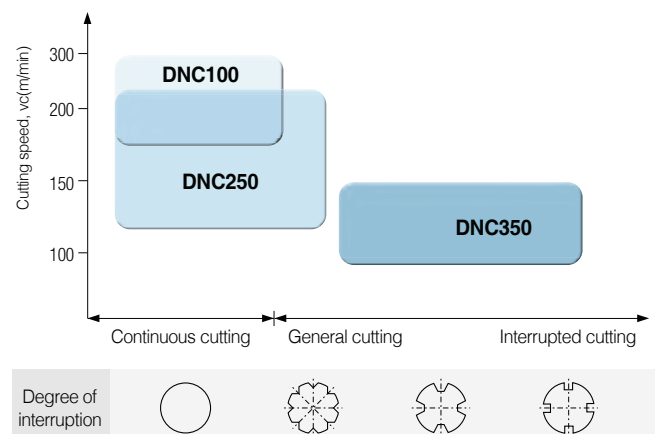 Cutting speed, vc(m/min)
300
200
150
100
DNC100
DNC250
DNC350
Continuous cutting
General cutting
Interrupted cutting
Degree of
interruption